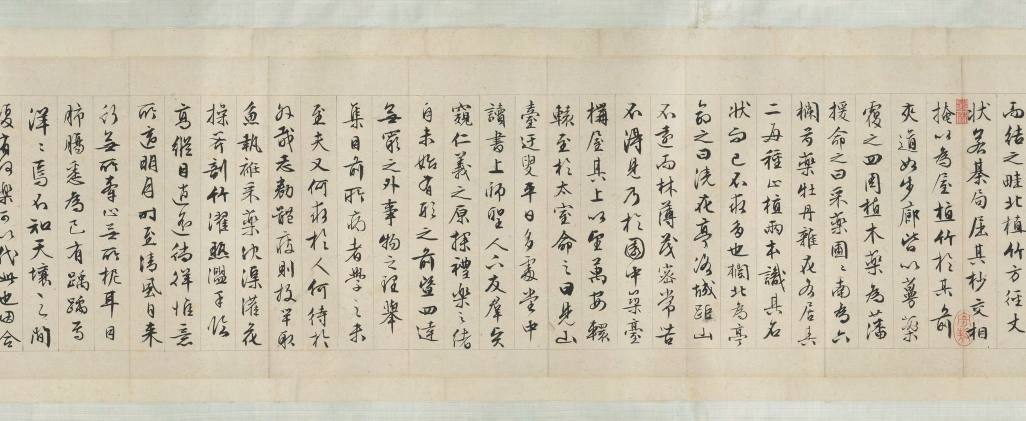 而結之畦北植竹方徑丈
狀若棊局屈其杪交相
掩以為屋植竹於其前
夾道如步廊皆以蔓藥
覆之四周植木藥為藩
援命之曰采藥圃〻南為六
欄芍藥牡丹雜花各居其
二每種止植兩本識其名
狀而已不求多也欄北為亭
命之曰澆花亭洛城距山
不遠而林薄茂密常苦
不得見乃於園中築臺
構屋其上以望萬安轘
轅至於太室命之曰見山
臺迂叟平日多處堂中
讀書上師聖人下友群賢
窺仁義之原探禮樂之緒
自未始有形之前暨四達
無窮之外事物之理舉
集目前所病者學之未
至夫又何求於人何待於
外哉志勌體疲則投竿取
魚執衽采藥決渠灌花
操斧剖竹濯熱盥手臨
高縱目逍遙徜徉惟意
所適明月時至清風自來
行無所牽止無所柅耳目
肺腸悉為己有踽踽焉
洋〻焉不知天壤之間
復有何樂可以代此也因合